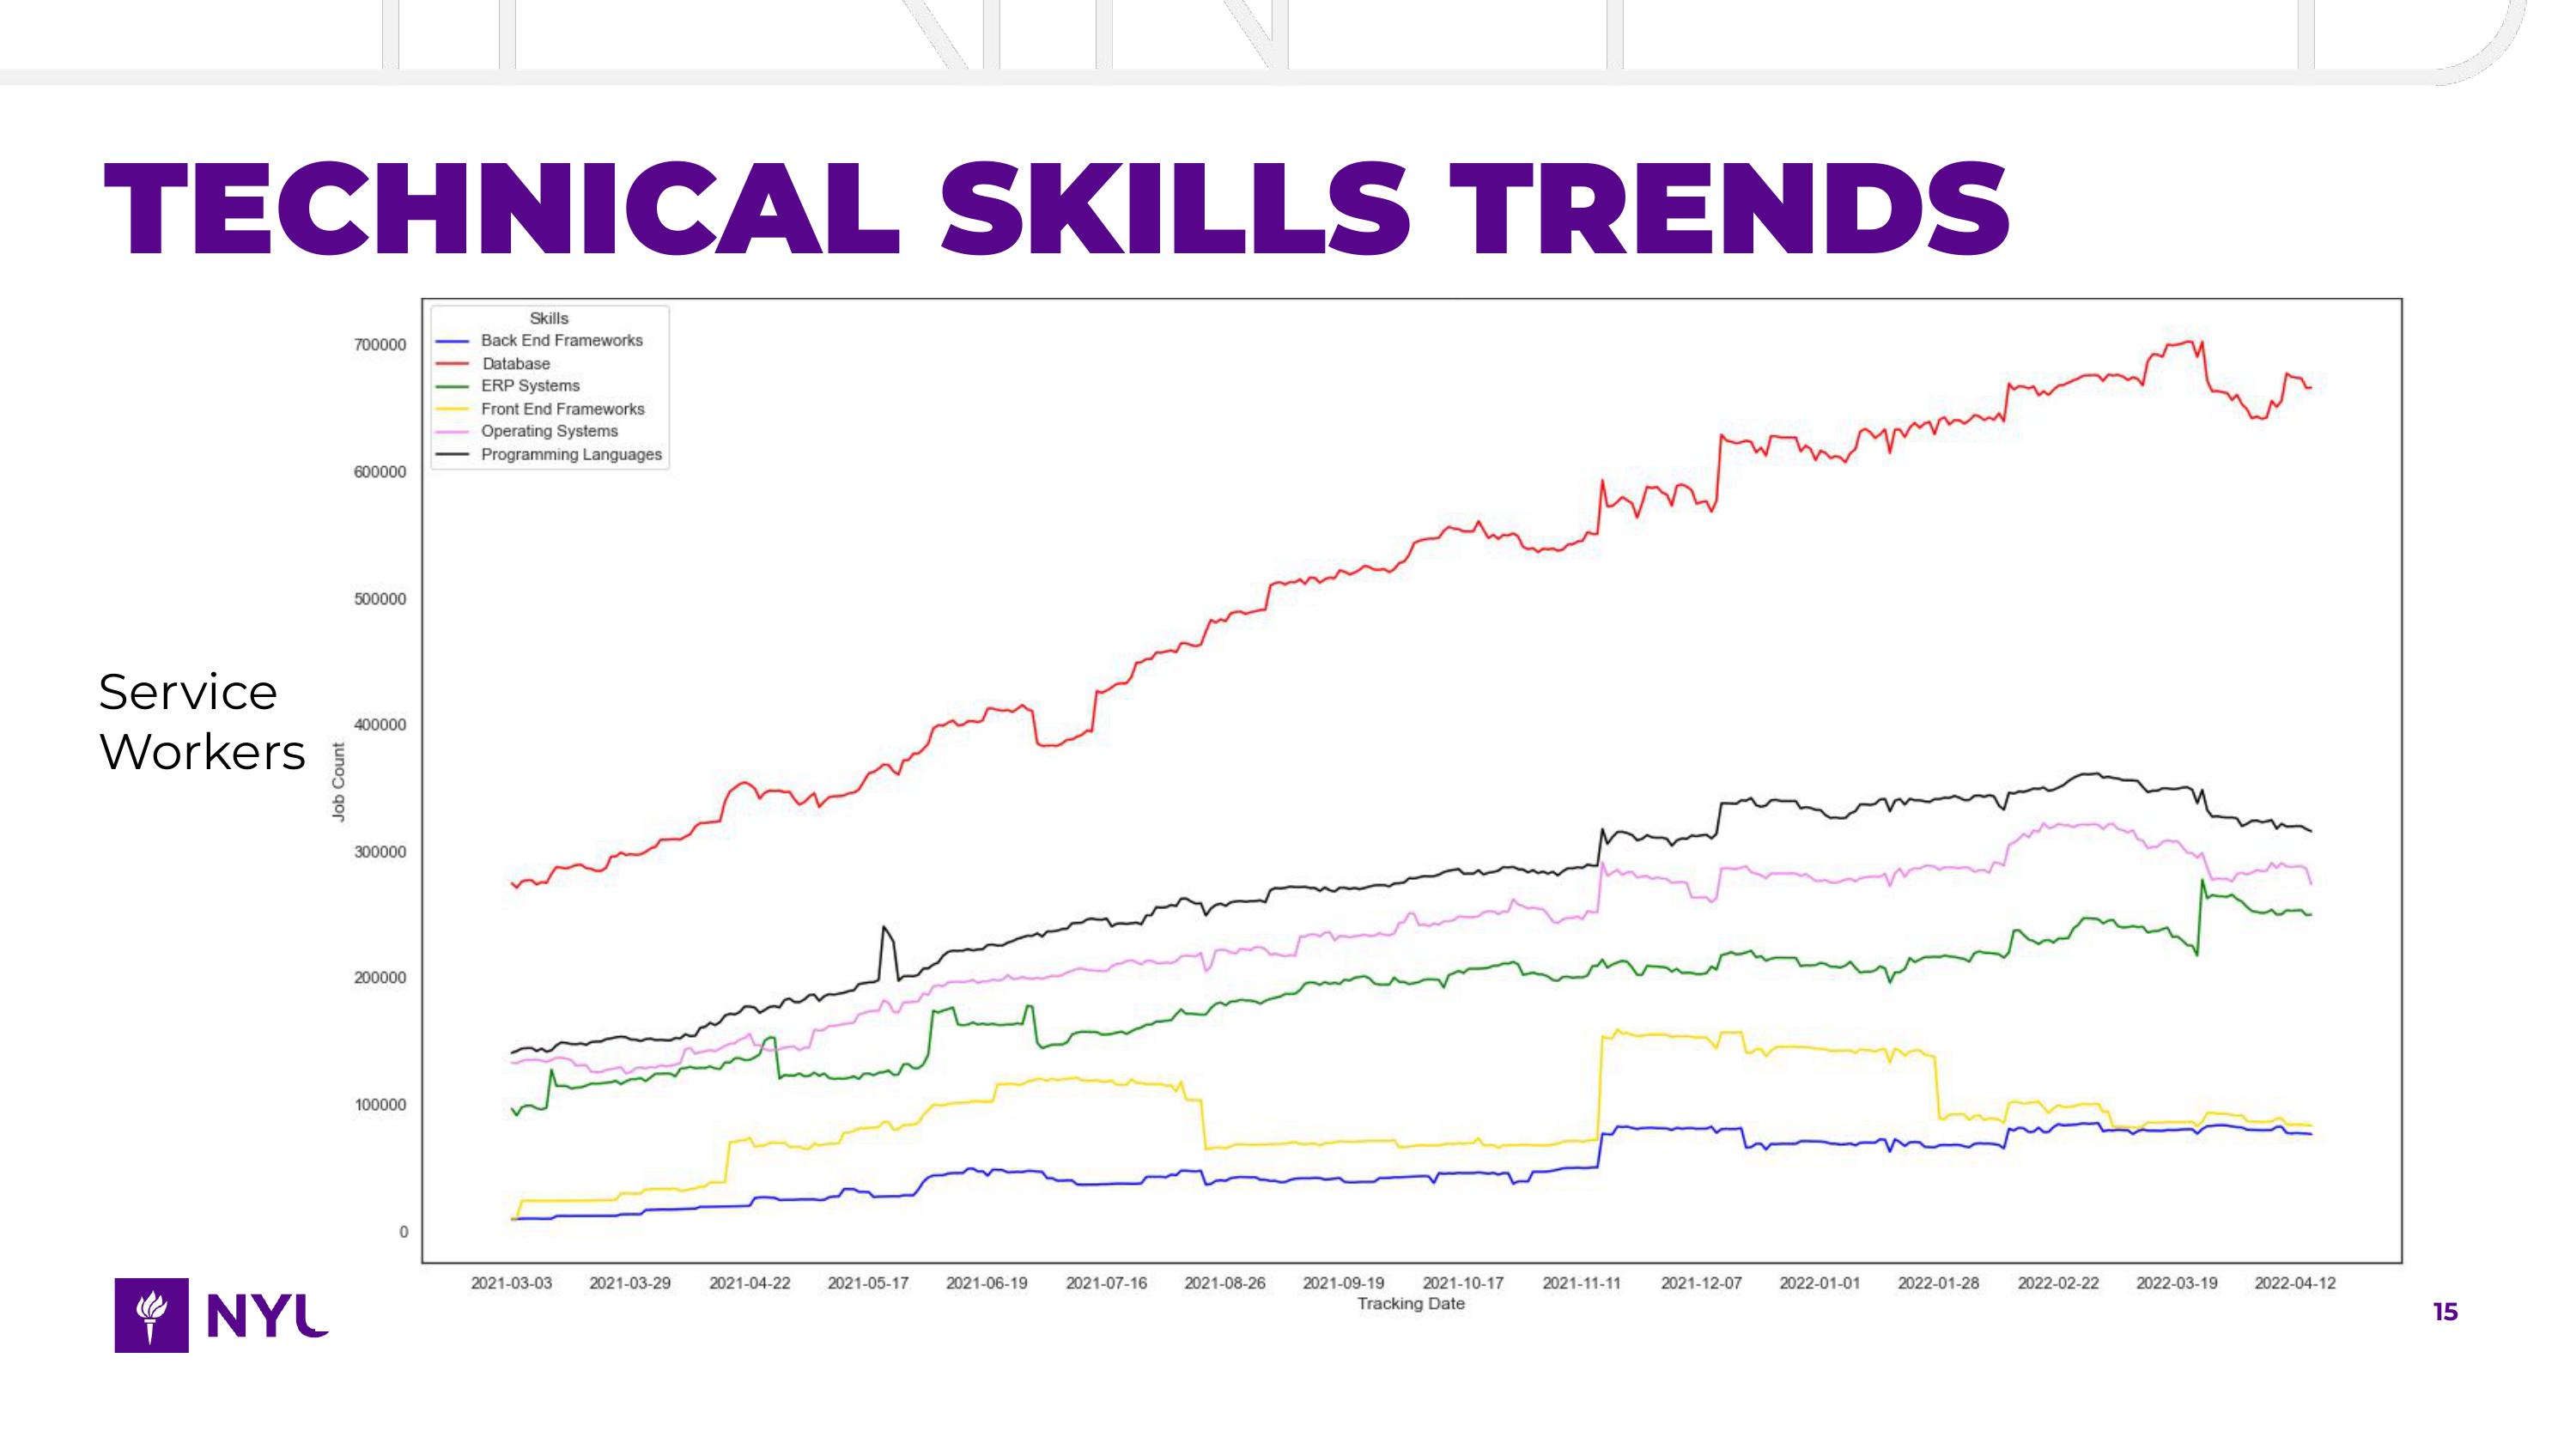 TECHNICAL SKILLS TRENDS
Service
Workers
Skills
Back End Frameworks
Database
ERP Systems
Front End Frameworks
Operating Systems
Programming Languages
700000
600000
500000
400000
300000
200000
100000
0
Job Count
2021-03-03 2021-03-29 2021-04-22 2021-05-17 2021-06-19 2021-07-16 2021-08-26 2021-09-19 2021-10-17 2021-11-11 2021-12-07 2022-01-01 2022-01-28 2022-02-22 2022-03-19 2022-04-12
Tracking Date
NYU
15